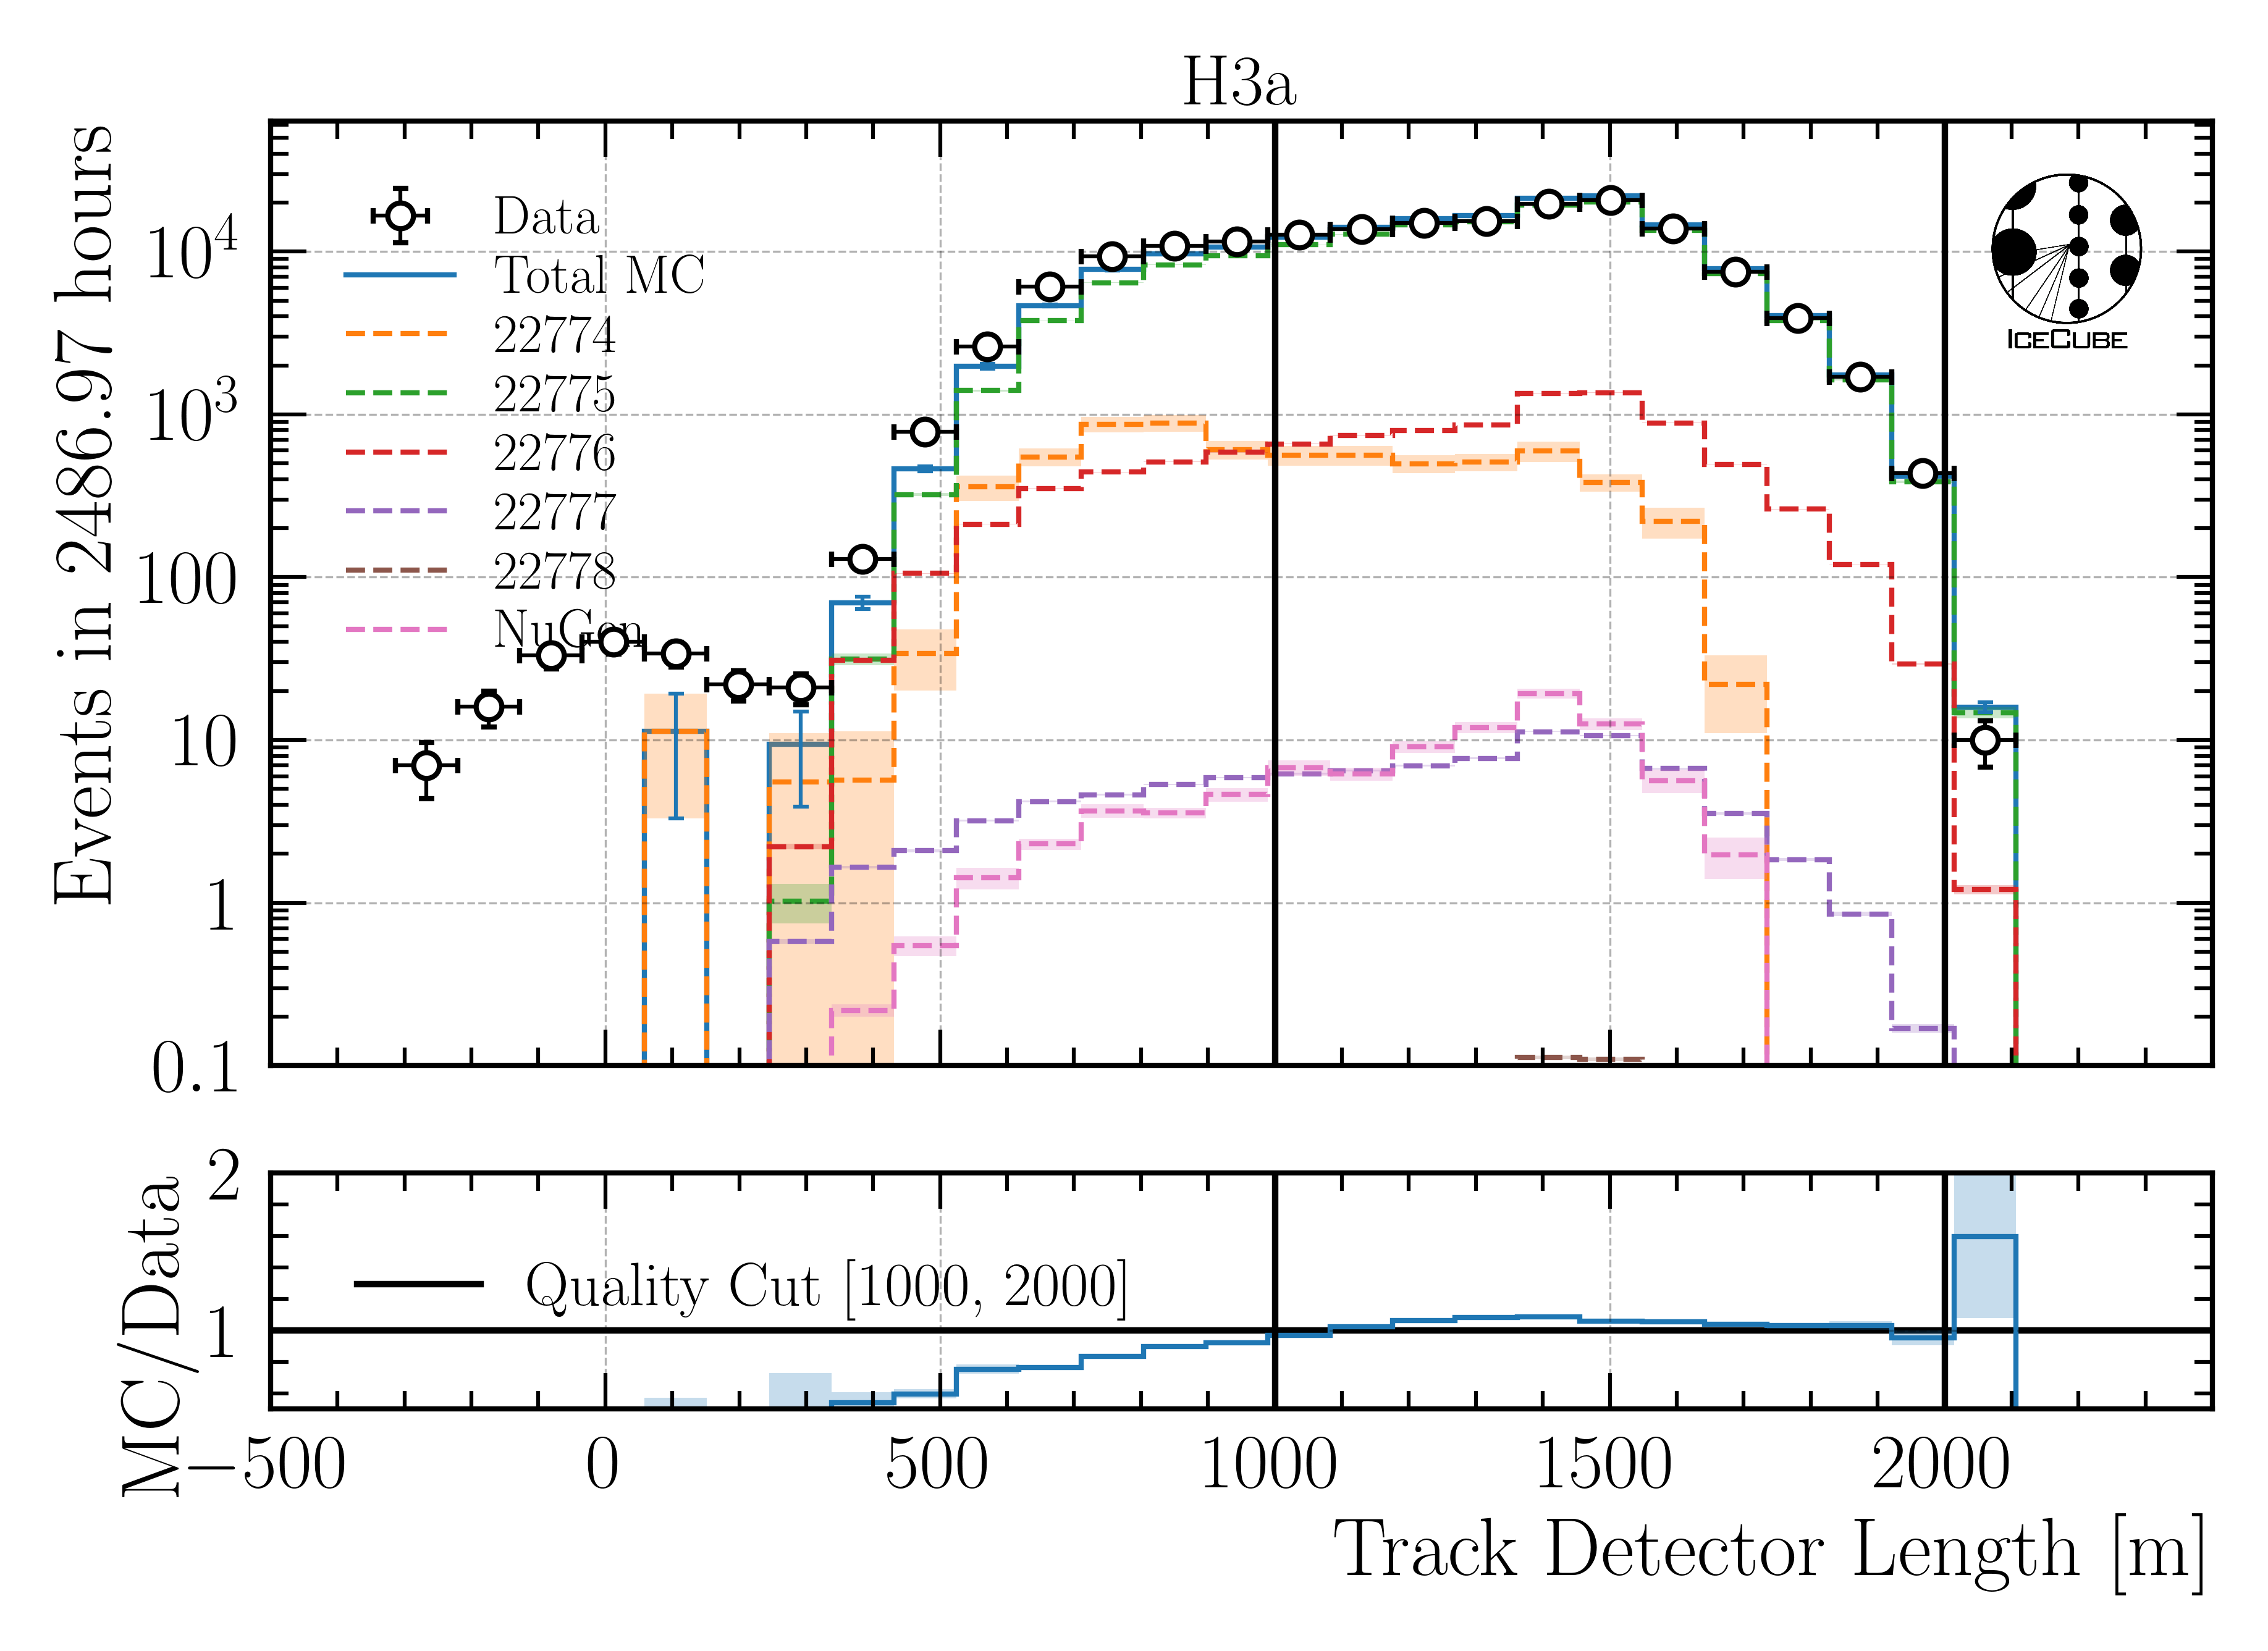 H3a
Events in 2486.97 hours
10^4
10^3
100
10
1
0.1
Data
Total MC
22774
22775
22776
22777
22778
NuGen
ICECUBE
MC/Data
2
1
Quality Cut [1000, 2000]
−500 0 500 1000 1500 2000
Track Detector Length [m]